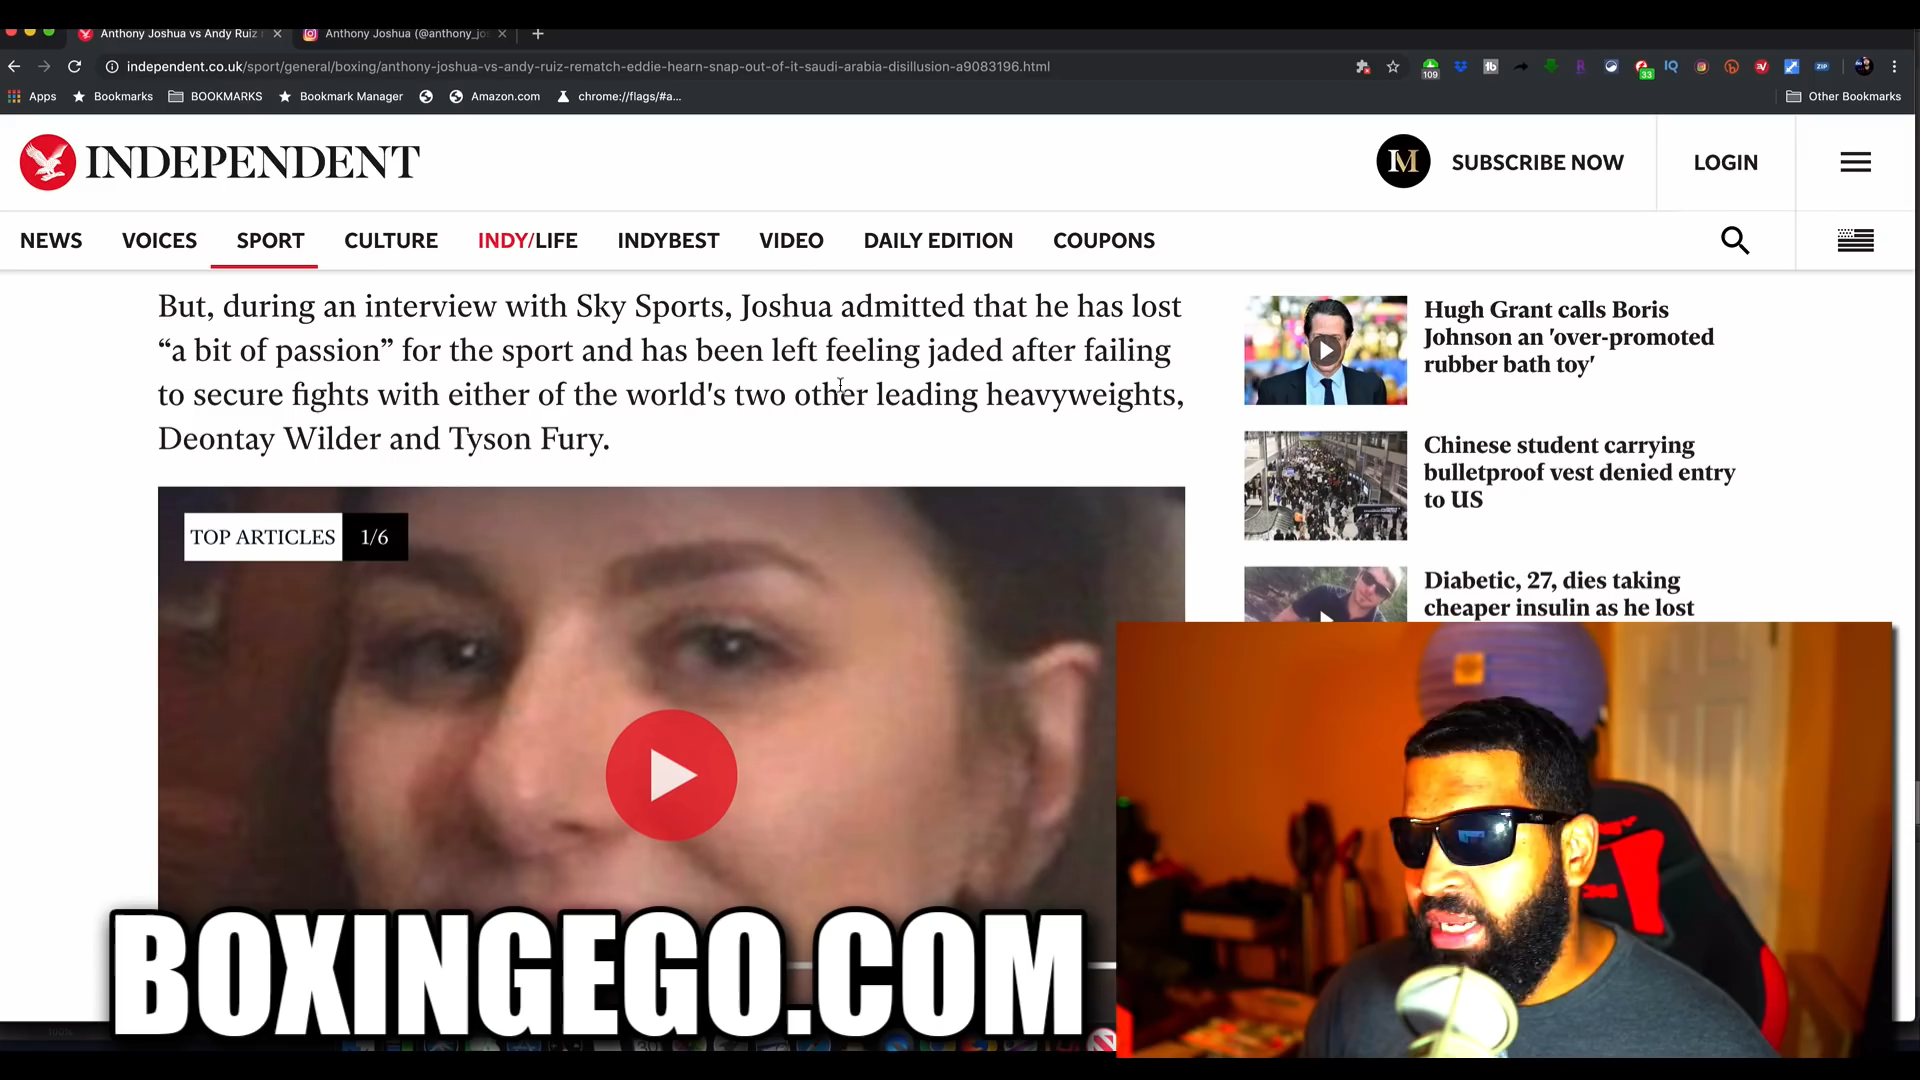 Anthony Joshua vs Andy Ruiz
Anthony Joshua (@anthony_jo
independent.co.uk/sport/general/boxing/anthony-joshua-vs-andy-ruiz-rematch-eddie-hearn-snap-out-of-it-saudi-arabia-disillusion-a9083196.html
109
tb
33
IQ
ZIP
Apps Bookmarks BOOKMARKS Bookmark Manager Amazon.com chrome://flags/#a... Other Bookmarks
INDEPENDENT
M SUBSCRIBE NOW LOGIN
NEWS VOICES SPORT CULTURE INDY/LIFE INDYBEST VIDEO DAILY EDITION COUPONS
But, during an interview with Sky Sports, Joshua admitted that he has lost
“a bit of passion” for the sport and has been left feeling jaded after failing
to secure fights with either of the world's two other leading heavyweights,
Deontay Wilder and Tyson Fury.
TOP ARTICLES 1/6
Hugh Grant calls Boris
Johnson an 'over-promoted
rubber bath toy'
Chinese student carrying
bulletproof vest denied entry
to US
Diabetic, 27, dies taking
cheaper insulin as he lost
BOXINGEGO.COM